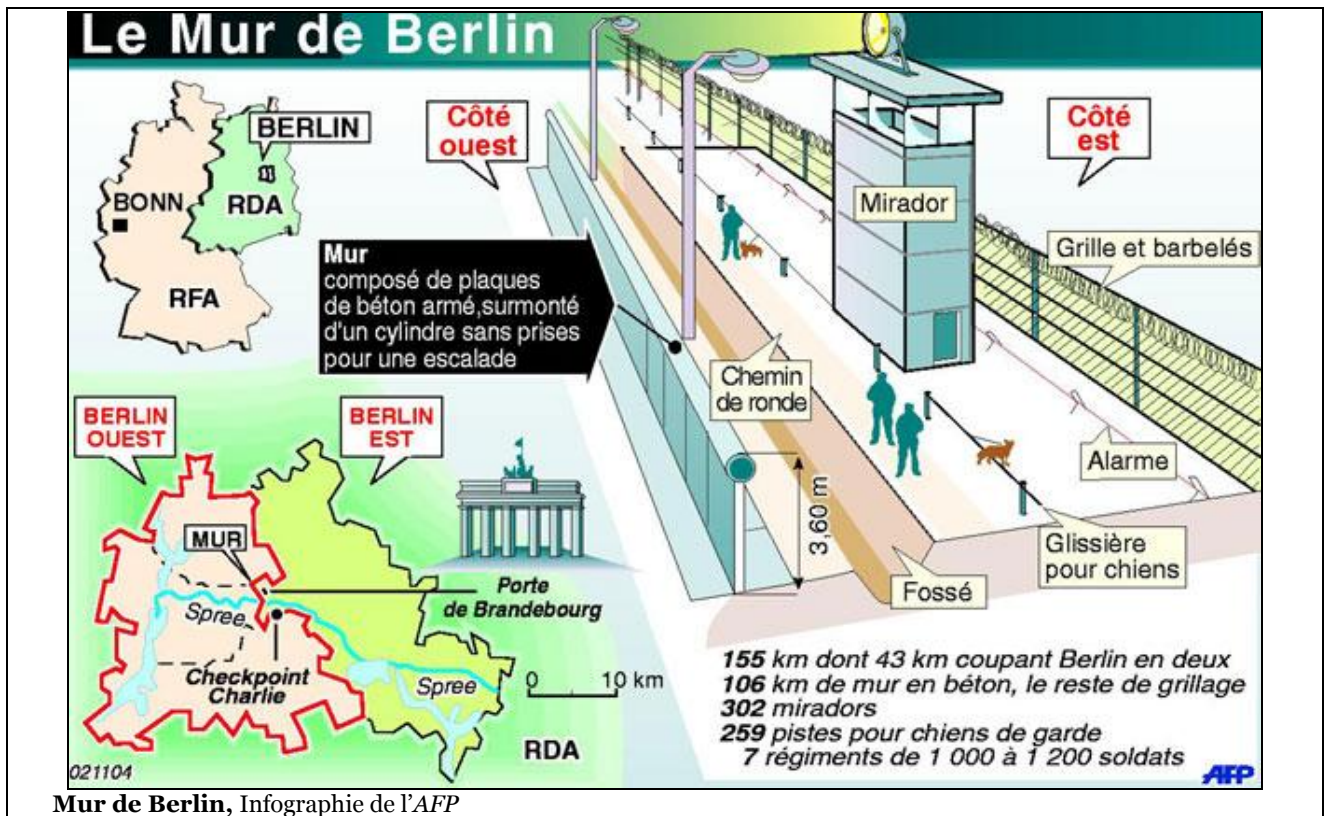 Le Mur de Berlin
BERLIN
BONN
RDA
RFA
Côté
ouest
Côté
est
Mirador
Grille et barbelés
Mur
composé de plaques
de béton armé,surmonté
d'un cylindre sans prises
pour une escalade
Chemin
de ronde
Alarme
3,60 m
Glissière
pour chiens
Fossé
BERLIN
OUEST
BERLIN
EST
MUR
Porte
de Brandebourg
Spree
Checkpoint
Charlie
Spree
0 10 km
RDA
155 km dont 43 km coupant Berlin en deux
106 km de mur en béton, le reste de grillage
302 miradors
259 pistes pour chiens de garde
7 régiments de 1 000 à 1 200 soldats
021104
AFP
Mur de Berlin, Infographie de l'AFP